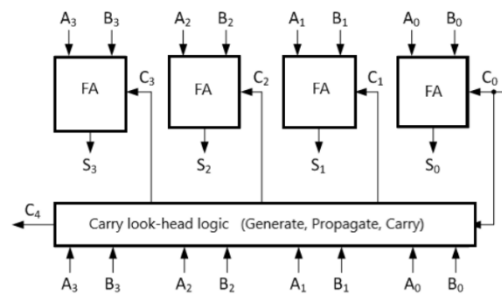 A₃ B₃ A₂ B₂ A₁ B₁ A₀ B₀
FA C₃ FA C₂ FA C₁ FA C₀
S₃ S₂ S₁ S₀
C₄
Carry look-head logic (Generate, Propagate, Carry)
A₃ B₃ A₂ B₂ A₁ B₁ A₀ B₀